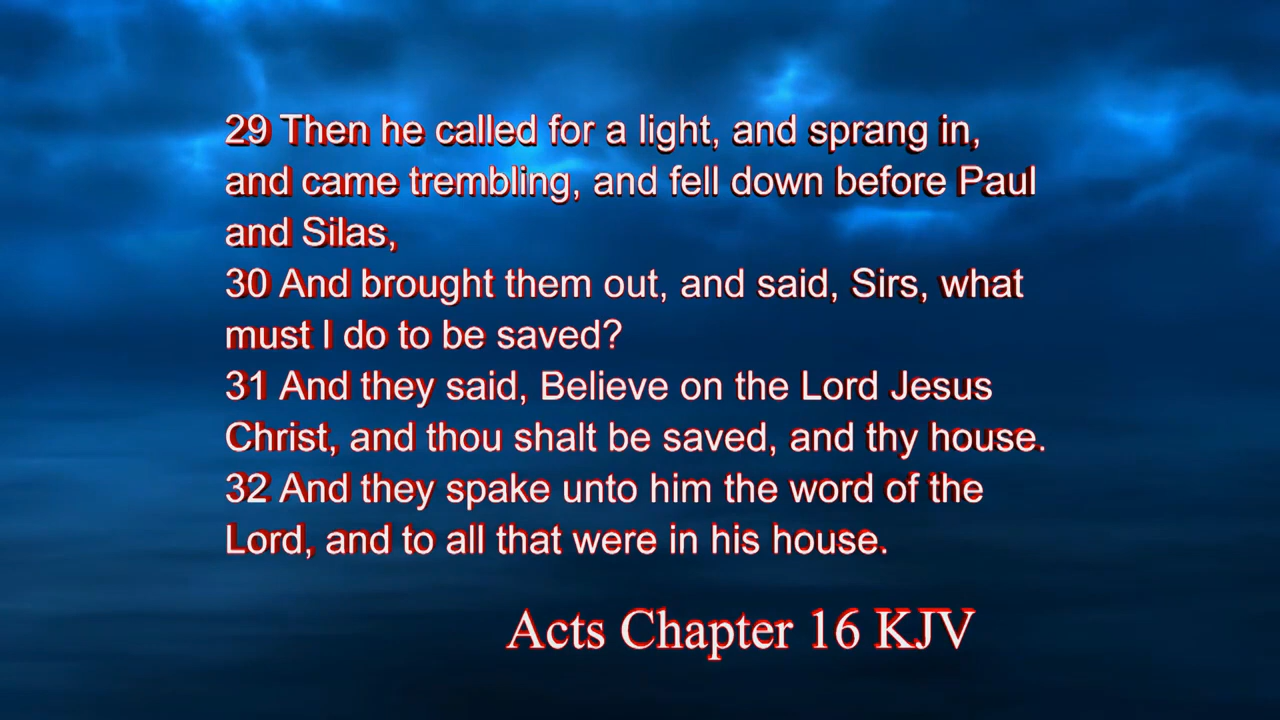 29 Then he called for a light, and sprang in,
and came trembling, and fell down before Paul
and Silas,
30 And brought them out, and said, Sirs, what
must I do to be saved?
31 And they said, Believe on the Lord Jesus
Christ, and thou shalt be saved, and thy house.
32 And they spake unto him the word of the
Lord, and to all that were in his house.
Acts Chapter 16 KJV